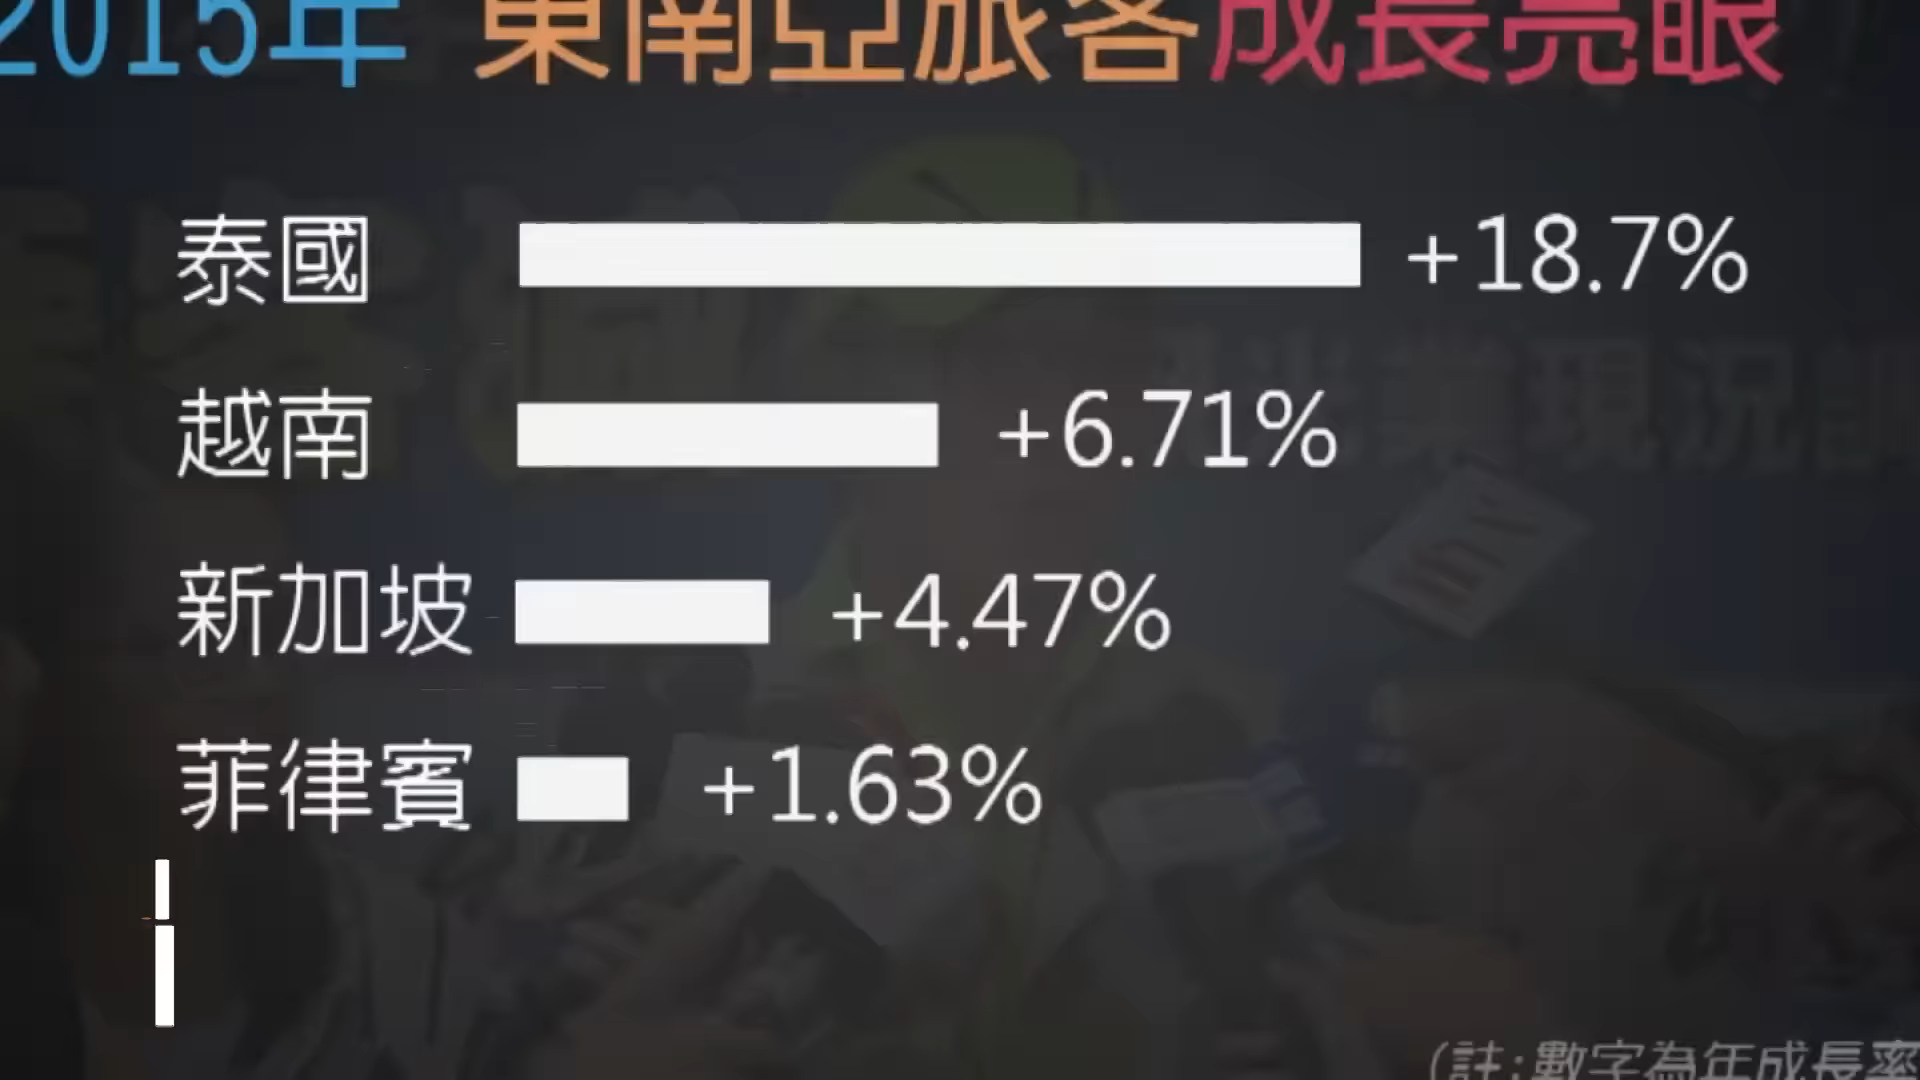 2015年 東南亞旅客成長亮眼
泰國 +18.7%
越南 +6.71%
新加坡 +4.47%
菲律賓 +1.63%
(註:數字為年成長率